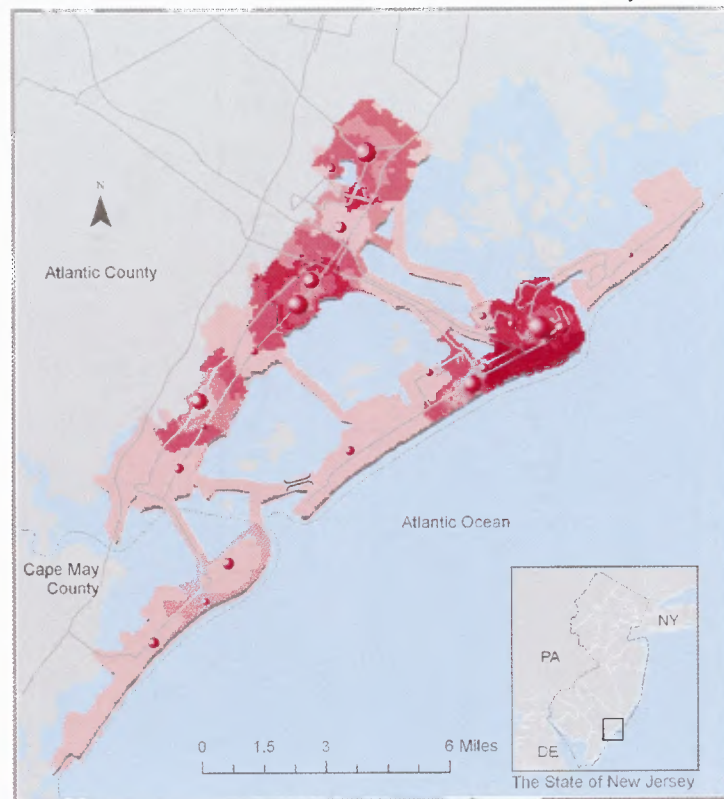 N
Atlantic County
Atlantic Ocean
Cape May
County
NY
PA
DE
0 1.5 3 6 Miles
The State of New Jersey